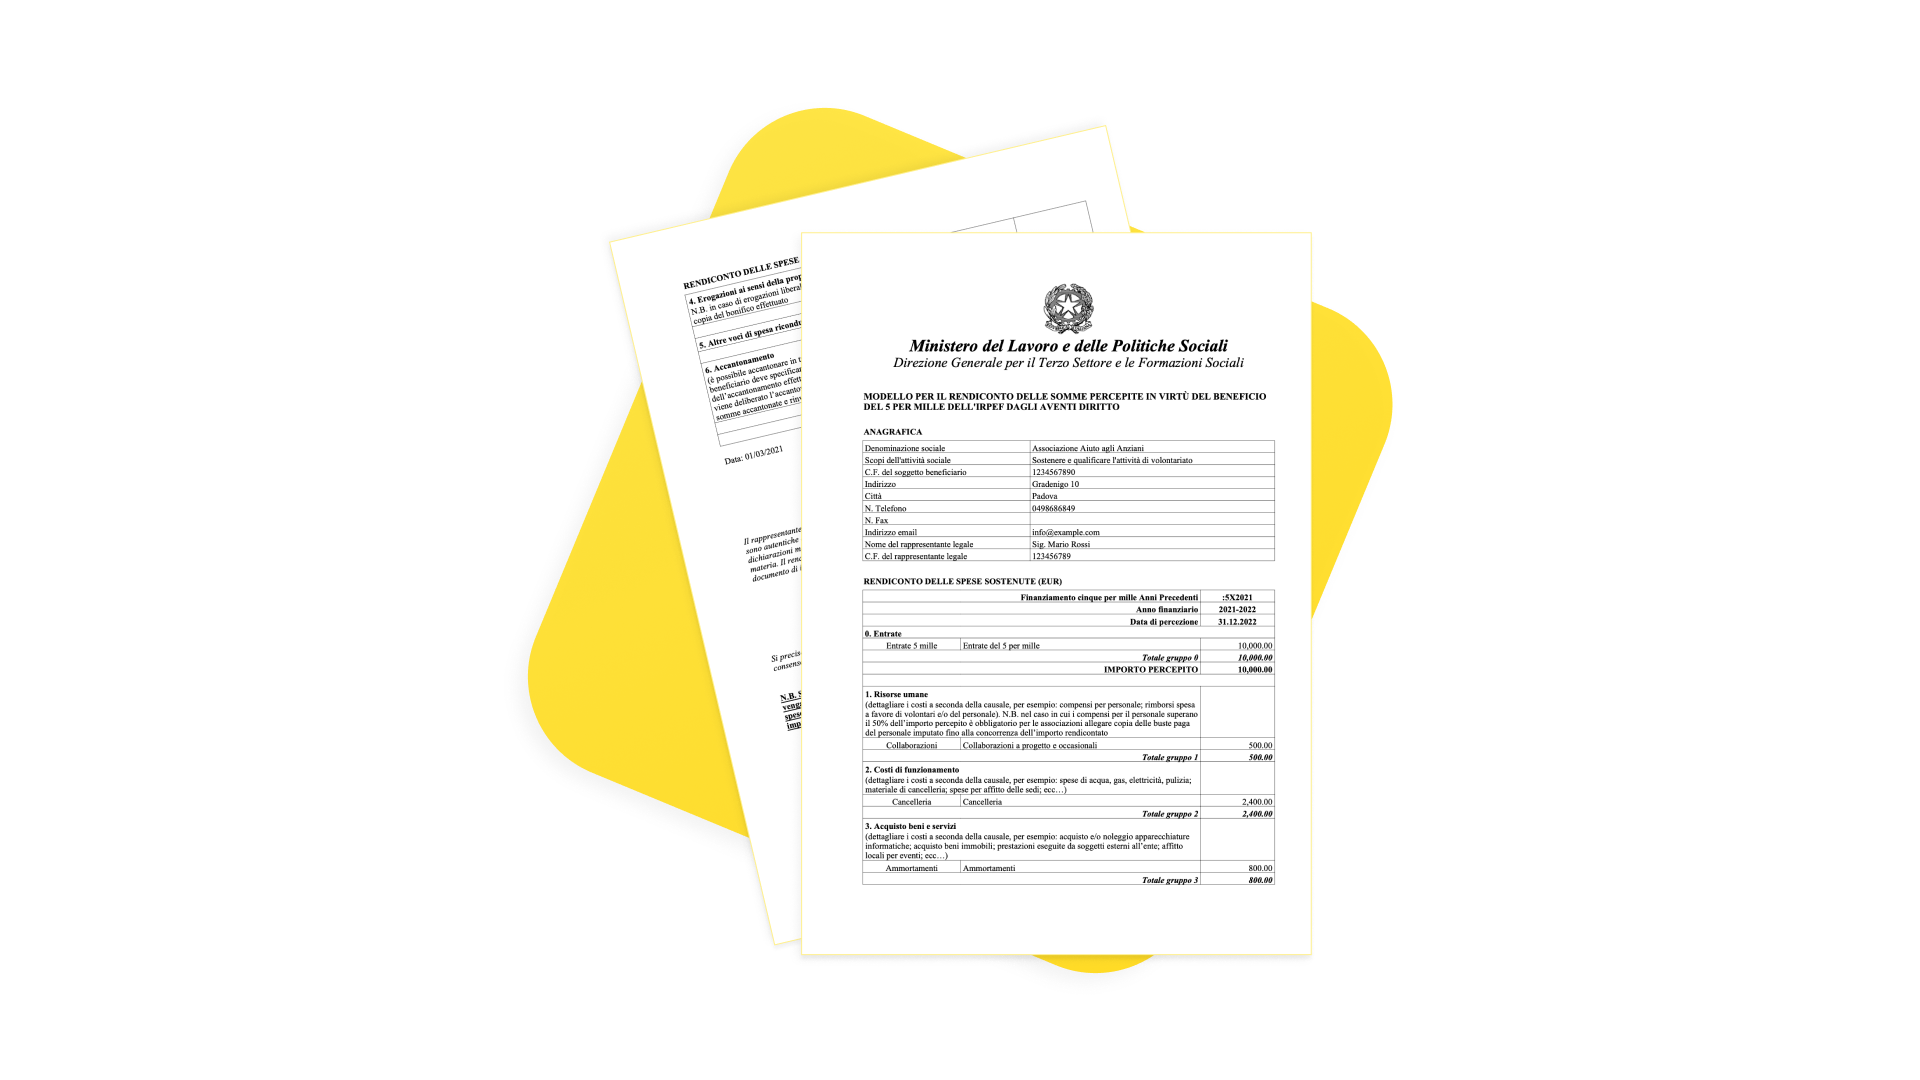 RENDICONTO DELLE SPESE
4. Erogazioni ai sensi della
N.B. in caso di erogazioni
copia del bonifico effettuato
5. Altre voci di spesa
6. Accantonamento
(è possibile accantonare in
beneficiario deve
dell'accantonamento
viene deliberato
somme accantonate e
Data: 01/03/2021
Il rappresentante
sono autentiche
dichiarazioni
materia. Il
documento di
Si
N.B.
Ministero del Lavoro e delle Politiche Sociali
Direzione Generale per il Terzo Settore e le Formazioni Sociali
MODELLO PER IL RENDICONTO DELLE SOMME PERCEPITE IN VIRTÙ DEL BENEFICIO
DEL 5 PER MILLE DELL'IRPEF DAGLI AVENTI DIRITTO
ANAGRAFICA
Denominazione sociale Associazione Aiuto agli Anziani
Scopi dell'attività sociale Sostenere e qualificare l'attività di volontariato
C.F. del soggetto beneficiario 1234567890
Indirizzo Gradenigo 10
Città Padova
N. Telefono 0498686849
N. Fax
Indirizzo email info@example.com
Nome del rappresentante legale Sig. Mario Rossi
C.F. del rappresentante legale 123456789
RENDICONTO DELLE SPESE SOSTENUTE (EUR)
Finanziamento cinque per mille Anni Precedenti :5X2021
Anno finanziario 2021-2022
Data di percezione 31.12.2022
0. Entrate
Entrate 5 mille Entrate del 5 per mille 10,000.00
Totale gruppo 0 10,000.00
IMPORTO PERCEPITO 10,000.00
1. Risorse umane
(dettagliare i costi a seconda della causale, per esempio: compensi per personale; rimborsi spesa
a favore di volontari e/o del personale). N.B. nel caso in cui i compensi per il personale superano
il 50% dell'importo percepito è obbligatorio per le associazioni allegare copia delle buste paga
del personale imputato fino alla concorrenza dell'importo rendicontato
Collaborazioni Collaborazioni a progetto e occasionali 500.00
Totale gruppo 1 500.00
2. Costi di funzionamento
(dettagliare i costi a seconda della causale, per esempio: spese di acqua, gas, elettricità, pulizia;
materiale di cancelleria; spese per affitto delle sedi; ecc…)
Cancelleria Cancelleria 2,400.00
Totale gruppo 2 2,400.00
3. Acquisto beni e servizi
(dettagliare i costi a seconda della causale, per esempio: acquisto e/o noleggio apparecchiature
informatiche; acquisto beni immobili; prestazioni eseguite da soggetti esterni all'ente; affitto
locali per eventi; ecc…)
Ammortamenti Ammortamenti 800.00
Totale gruppo 3 800.00